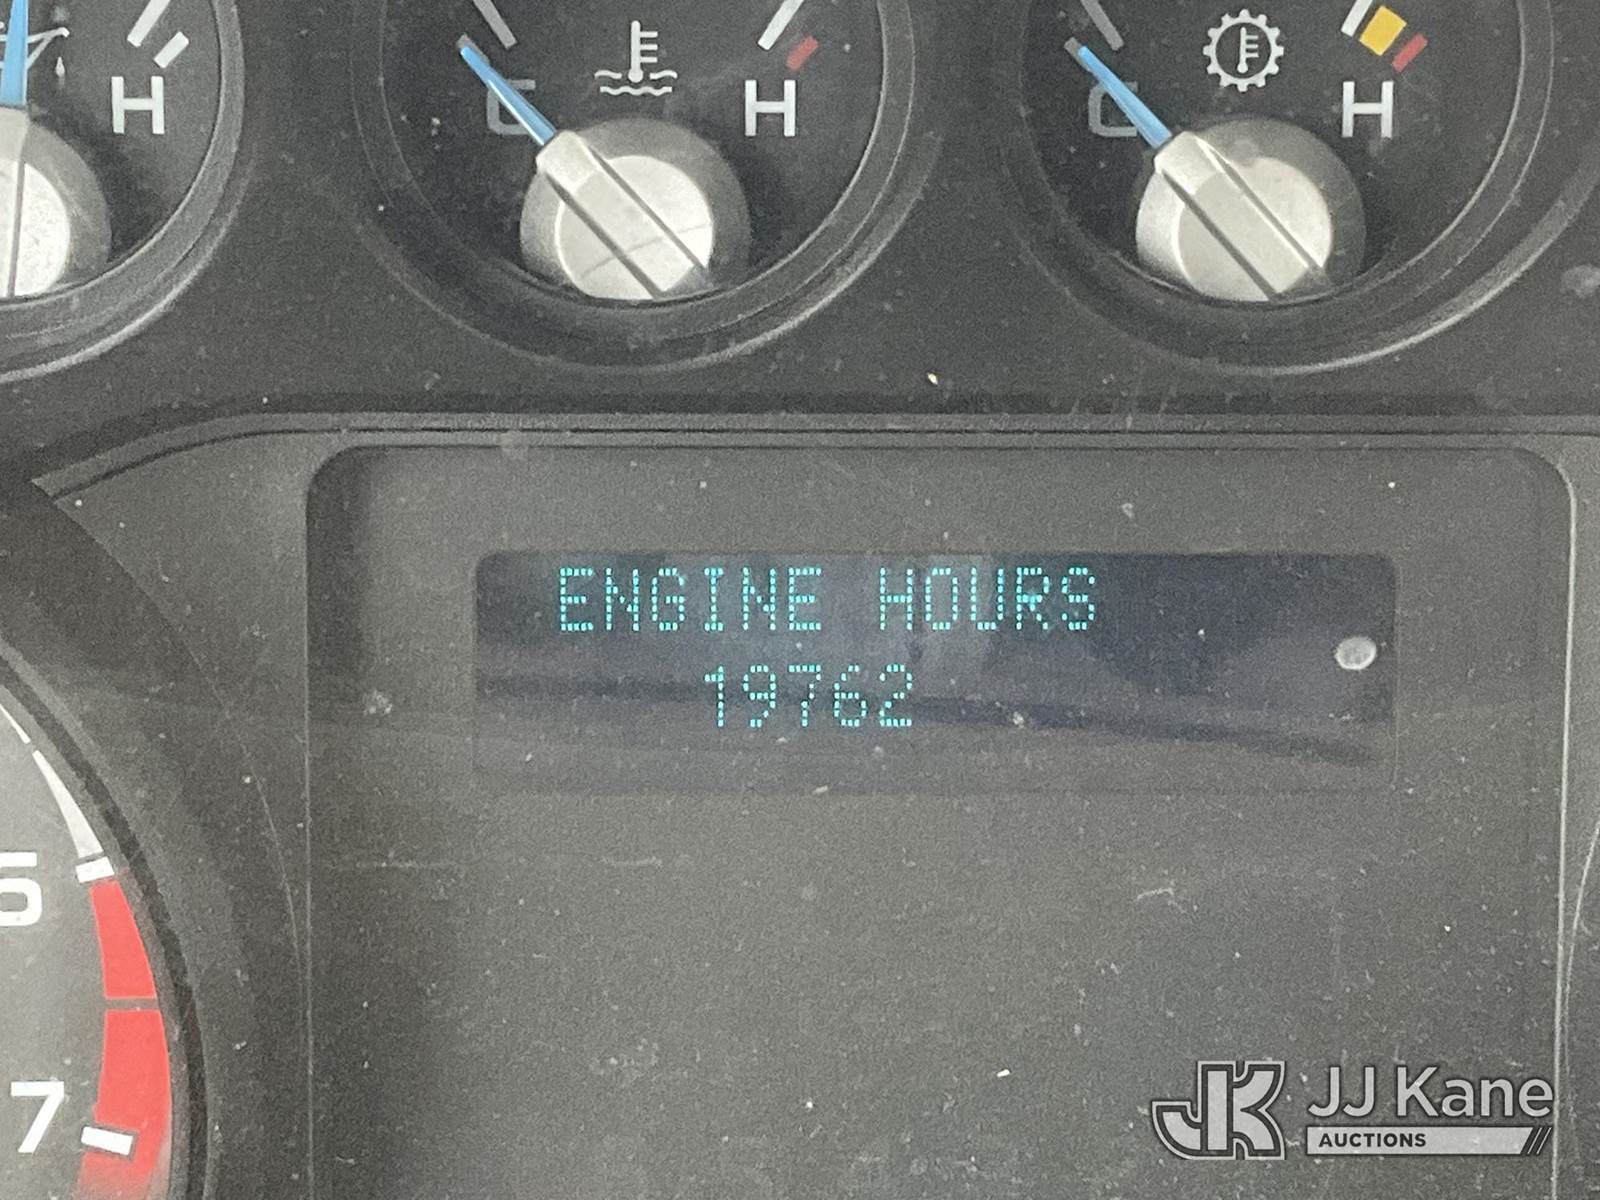 H
C
H
C
H
ENGINE HOURS
19762
6
7
JK
JJ Kane
AUCTIONS